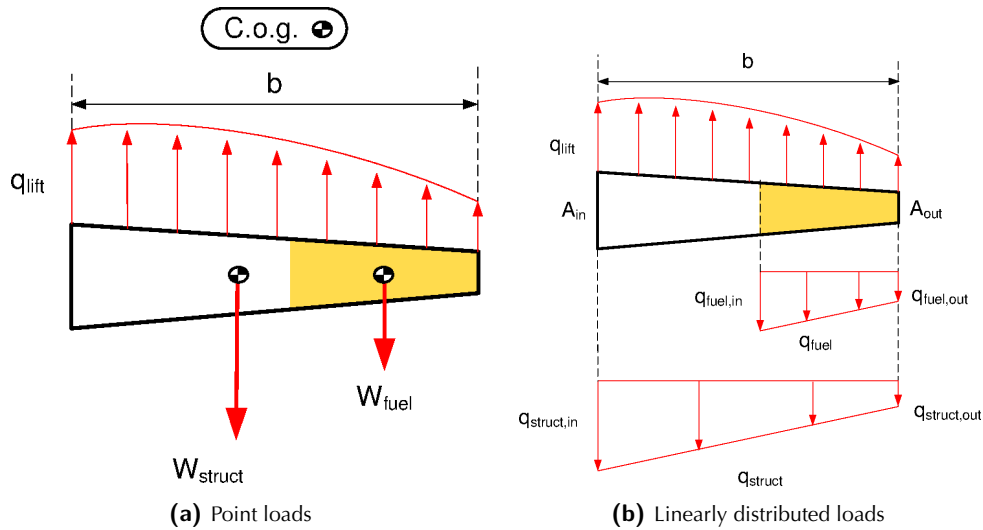 C.o.g.
b
q_lift
W_fuel
W_struct
(a) Point loads
b
q_lift
A_in
A_out
q_fuel,in
q_fuel,out
q_fuel
q_struct,in
q_struct,out
q_struct
(b) Linearly distributed loads